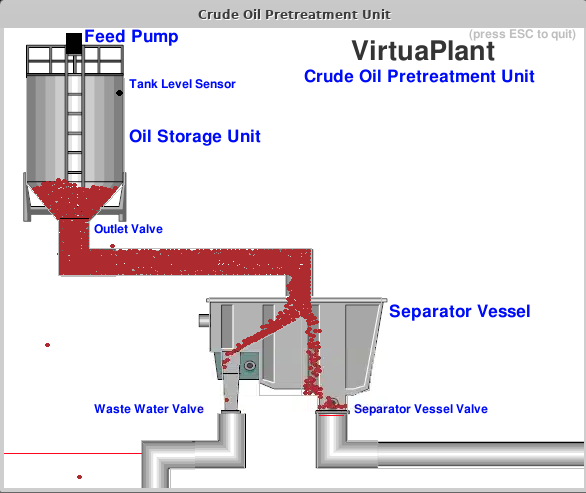 Crude Oil Pretreatment Unit
(press ESC to quit)
Feed Pump
VirtuaPlant
Crude Oil Pretreatment Unit
Tank Level Sensor
Oil Storage Unit
Outlet Valve
Separator Vessel
Waste Water Valve
Separator Vessel Valve